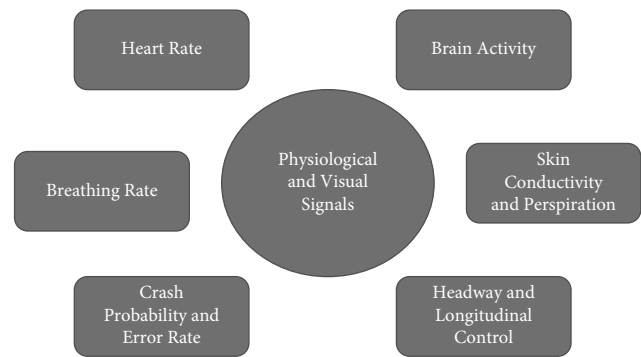 Heart Rate
Brain Activity
Physiological
and Visual
Signals
Breathing Rate
Skin
Conductivity
and Perspiration
Crash
Probability and
Error Rate
Headway and
Longitudinal
Control